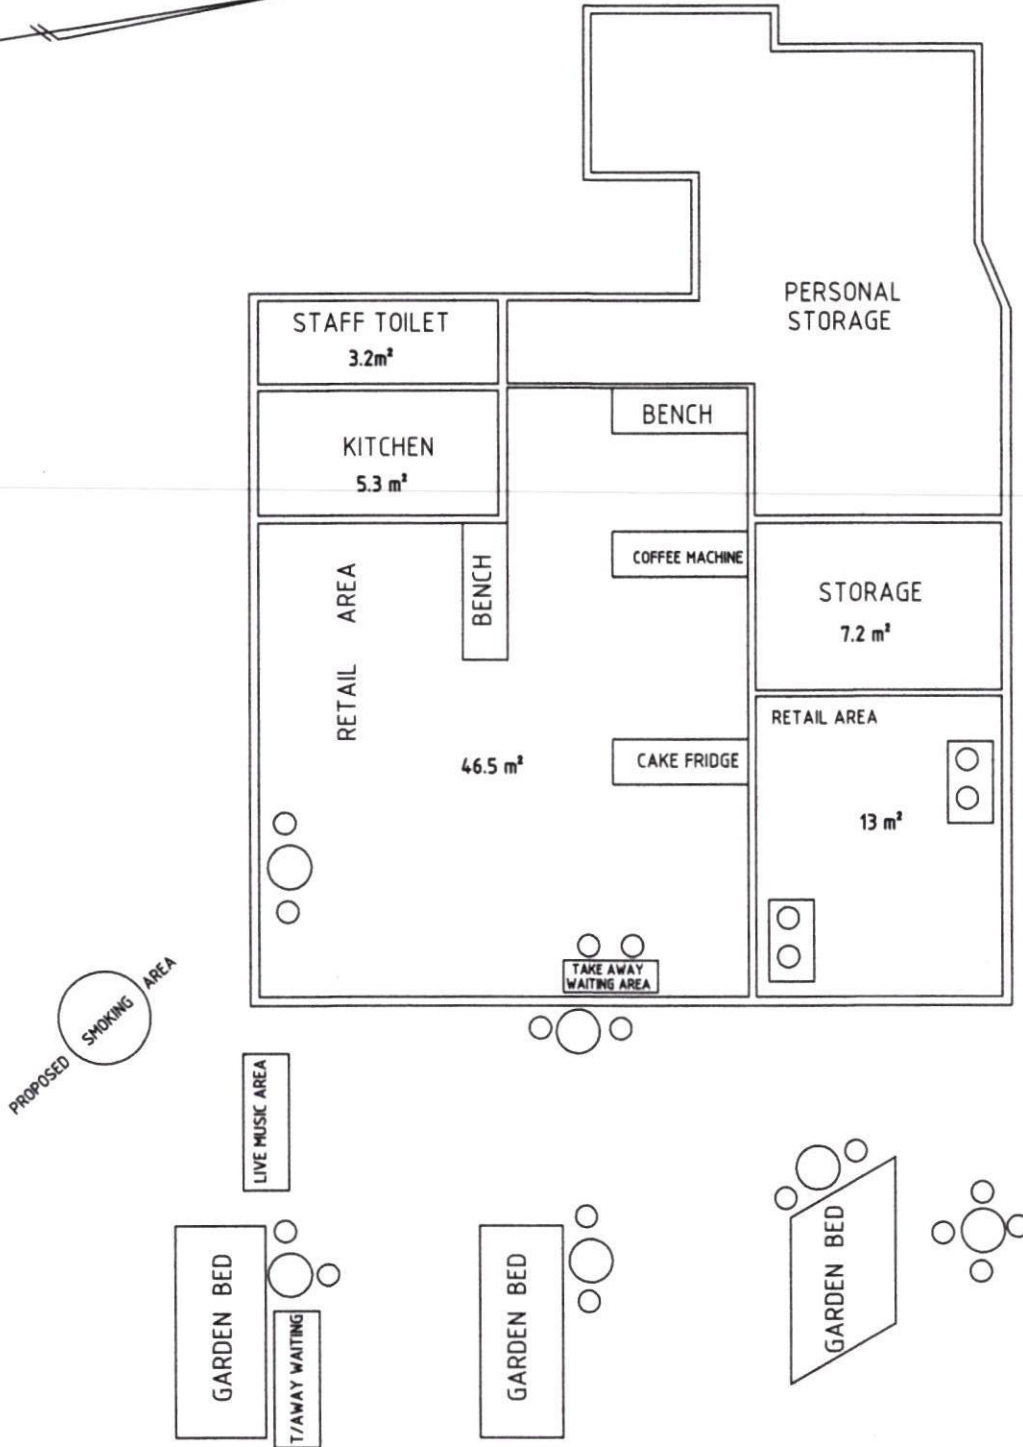 PERSONAL
STORAGE
STAFF TOILET
3.2m²
KITCHEN
5.3 m²
BENCH
COFFEE MACHINE
BENCH
RETAIL AREA
STORAGE
7.2 m²
RETAIL AREA
CAKE FRIDGE
46.5 m²
13 m²
TAKE AWAY
WAITING AREA
PROPOSED SMOKING AREA
LIVE MUSIC AREA
GARDEN BED
T/AWAY WAITING
GARDEN BED
GARDEN BED